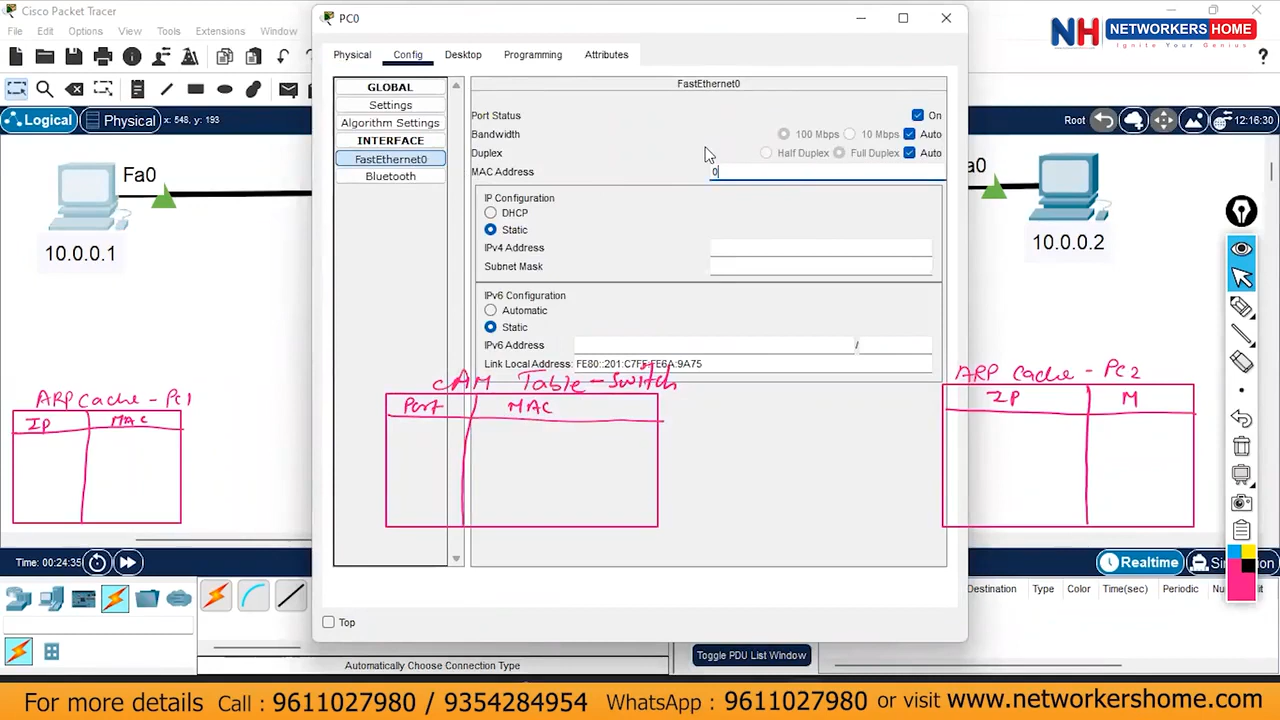 Cisco Packet Tracer
File Edit Options View Tools Extensions Window
NH NETWORKERS HOME
Ignite Your Genius
?
Logical Physical x: 548, y: 193
Root 12:16:30
PC0
Physical Config Desktop Programming Attributes
GLOBAL
Settings
Algorithm Settings
INTERFACE
FastEthernet0
Bluetooth
FastEthernet0
Port Status On
Bandwidth 100 Mbps 10 Mbps Auto
Duplex Half Duplex Full Duplex Auto
MAC Address 0
IP Configuration
DHCP
Static
IPv4 Address
Subnet Mask
IPv6 Configuration
Automatic
Static
IPv6 Address /
Link Local Address: FE80::201:C7FF:FE6A:9A75
Fa0
10.0.0.1
a0
10.0.0.2
ARP Cache - PC1
IP MAC
CAM Table - Switch
Port MAC
ARP Cache - PC2
IP M
Time: 00:24:35
Realtime
Top
Automatically Choose Connection Type
Toggle PDU List Window
Destination Type Color Time(sec) Periodic
For more details Call : 9611027980 / 9354284954 WhatsApp : 9611027980 or visit www.networkershome.com